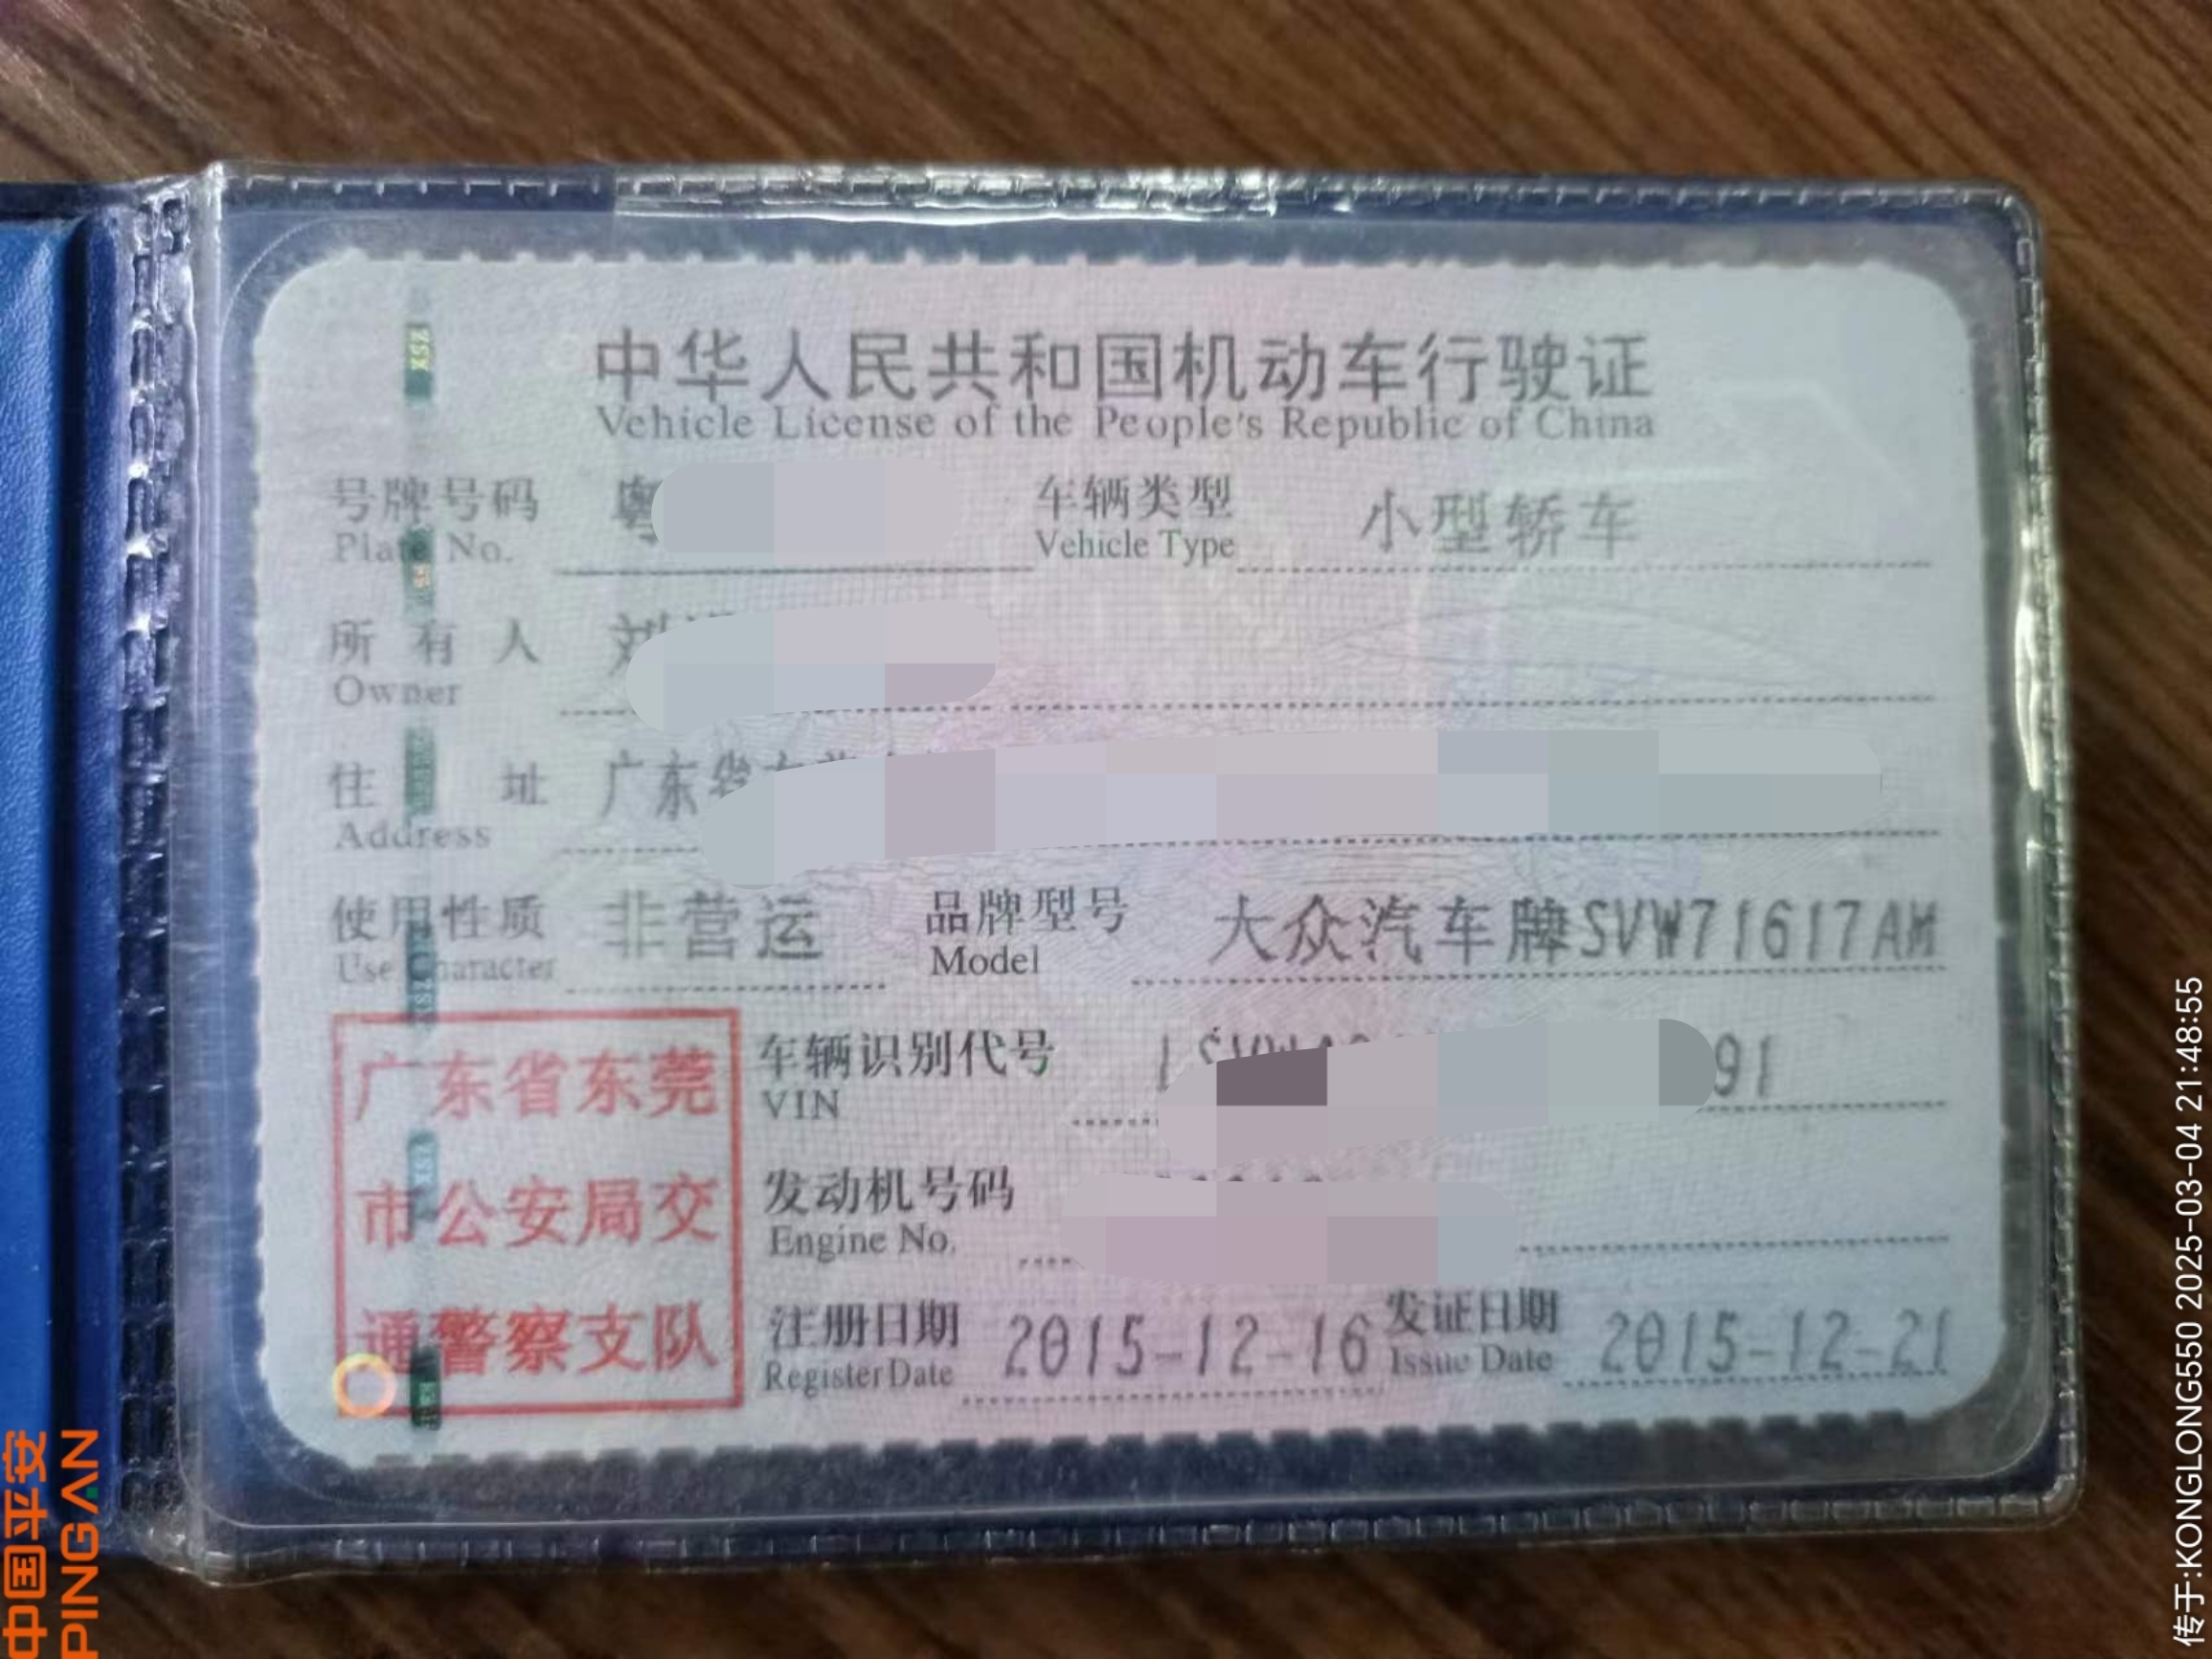 中华人民共和国机动车行驶证
Vehicle License of the People's Republic of China
号牌号码 粤 车辆类型 小型轿车
Plate No. Vehicle Type
所有人 刘
Owner
住址 广东省
Address
使用性质 非营运 品牌型号 大众汽车牌SVW71617AM
Use Character Model
广东省东莞
市公安局交
通警察支队
车辆识别代号 LSVW 91
VIN
发动机号码
Engine No.
注册日期 2015-12-16 发证日期 2015-12-21
Register Date Issue Date
中国平安
PING AN
传于:KONGLONG550 2025-03-04 21:48:55